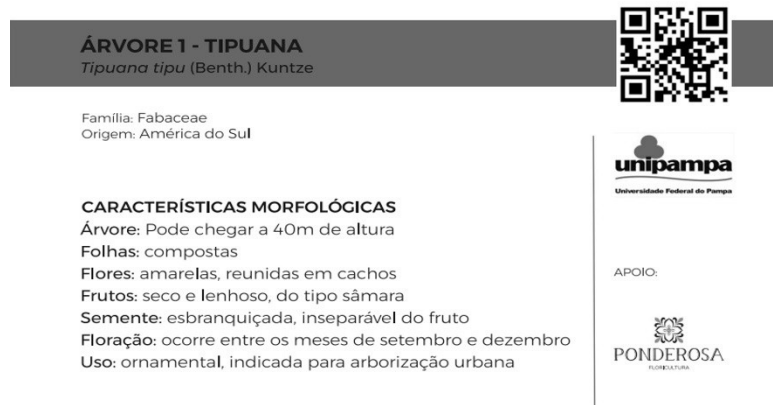 ÁRVORE 1 - TIPUANA
Tipuana tipu (Benth.) Kuntze
Família: Fabaceae
Origem: América do Sul
CARACTERÍSTICAS MORFOLÓGICAS
Árvore: Pode chegar a 40m de altura
Folhas: compostas
Flores: amarelas, reunidas em cachos
Frutos: seco e lenhoso, do tipo sâmara
Semente: esbranquiçada, inseparável do fruto
Floração: ocorre entre os meses de setembro e dezembro
Uso: ornamental, indicada para arborização urbana
unipampa
Universidade Federal do Pampa
APOIO:
PONDEROSA
FLORICULTURA